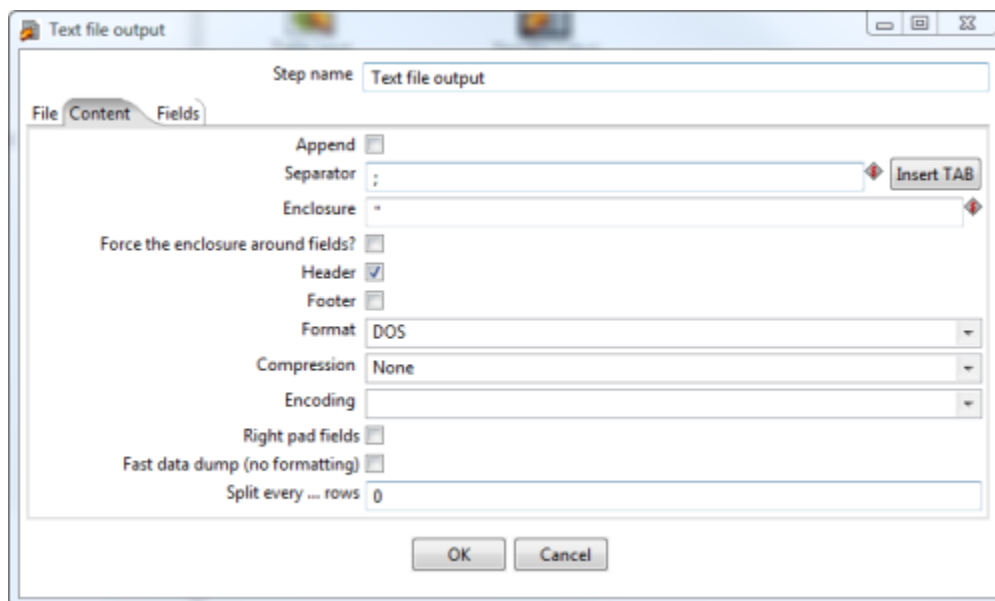 Text file output
Step name Text file output
File Content Fields
Append
Separator ; Insert TAB
Enclosure "
Force the enclosure around fields?
Header
Footer
Format DOS
Compression None
Encoding
Right pad fields
Fast data dump (no formatting)
Split every ... rows 0
OK Cancel